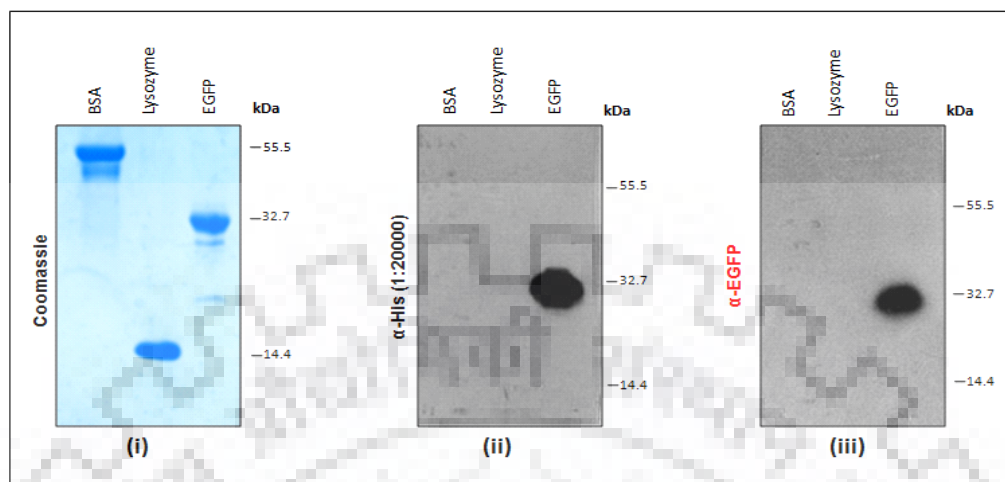 BSA
Lysozyme
EGFP
kDa
55.5
32.7
14.4
Coomassie
(i)
BSA
Lysozyme
EGFP
kDa
55.5
32.7
14.4
α-His (1:20000)
(ii)
BSA
Lysozyme
EGFP
kDa
55.5
32.7
14.4
α-EGFP
(iii)